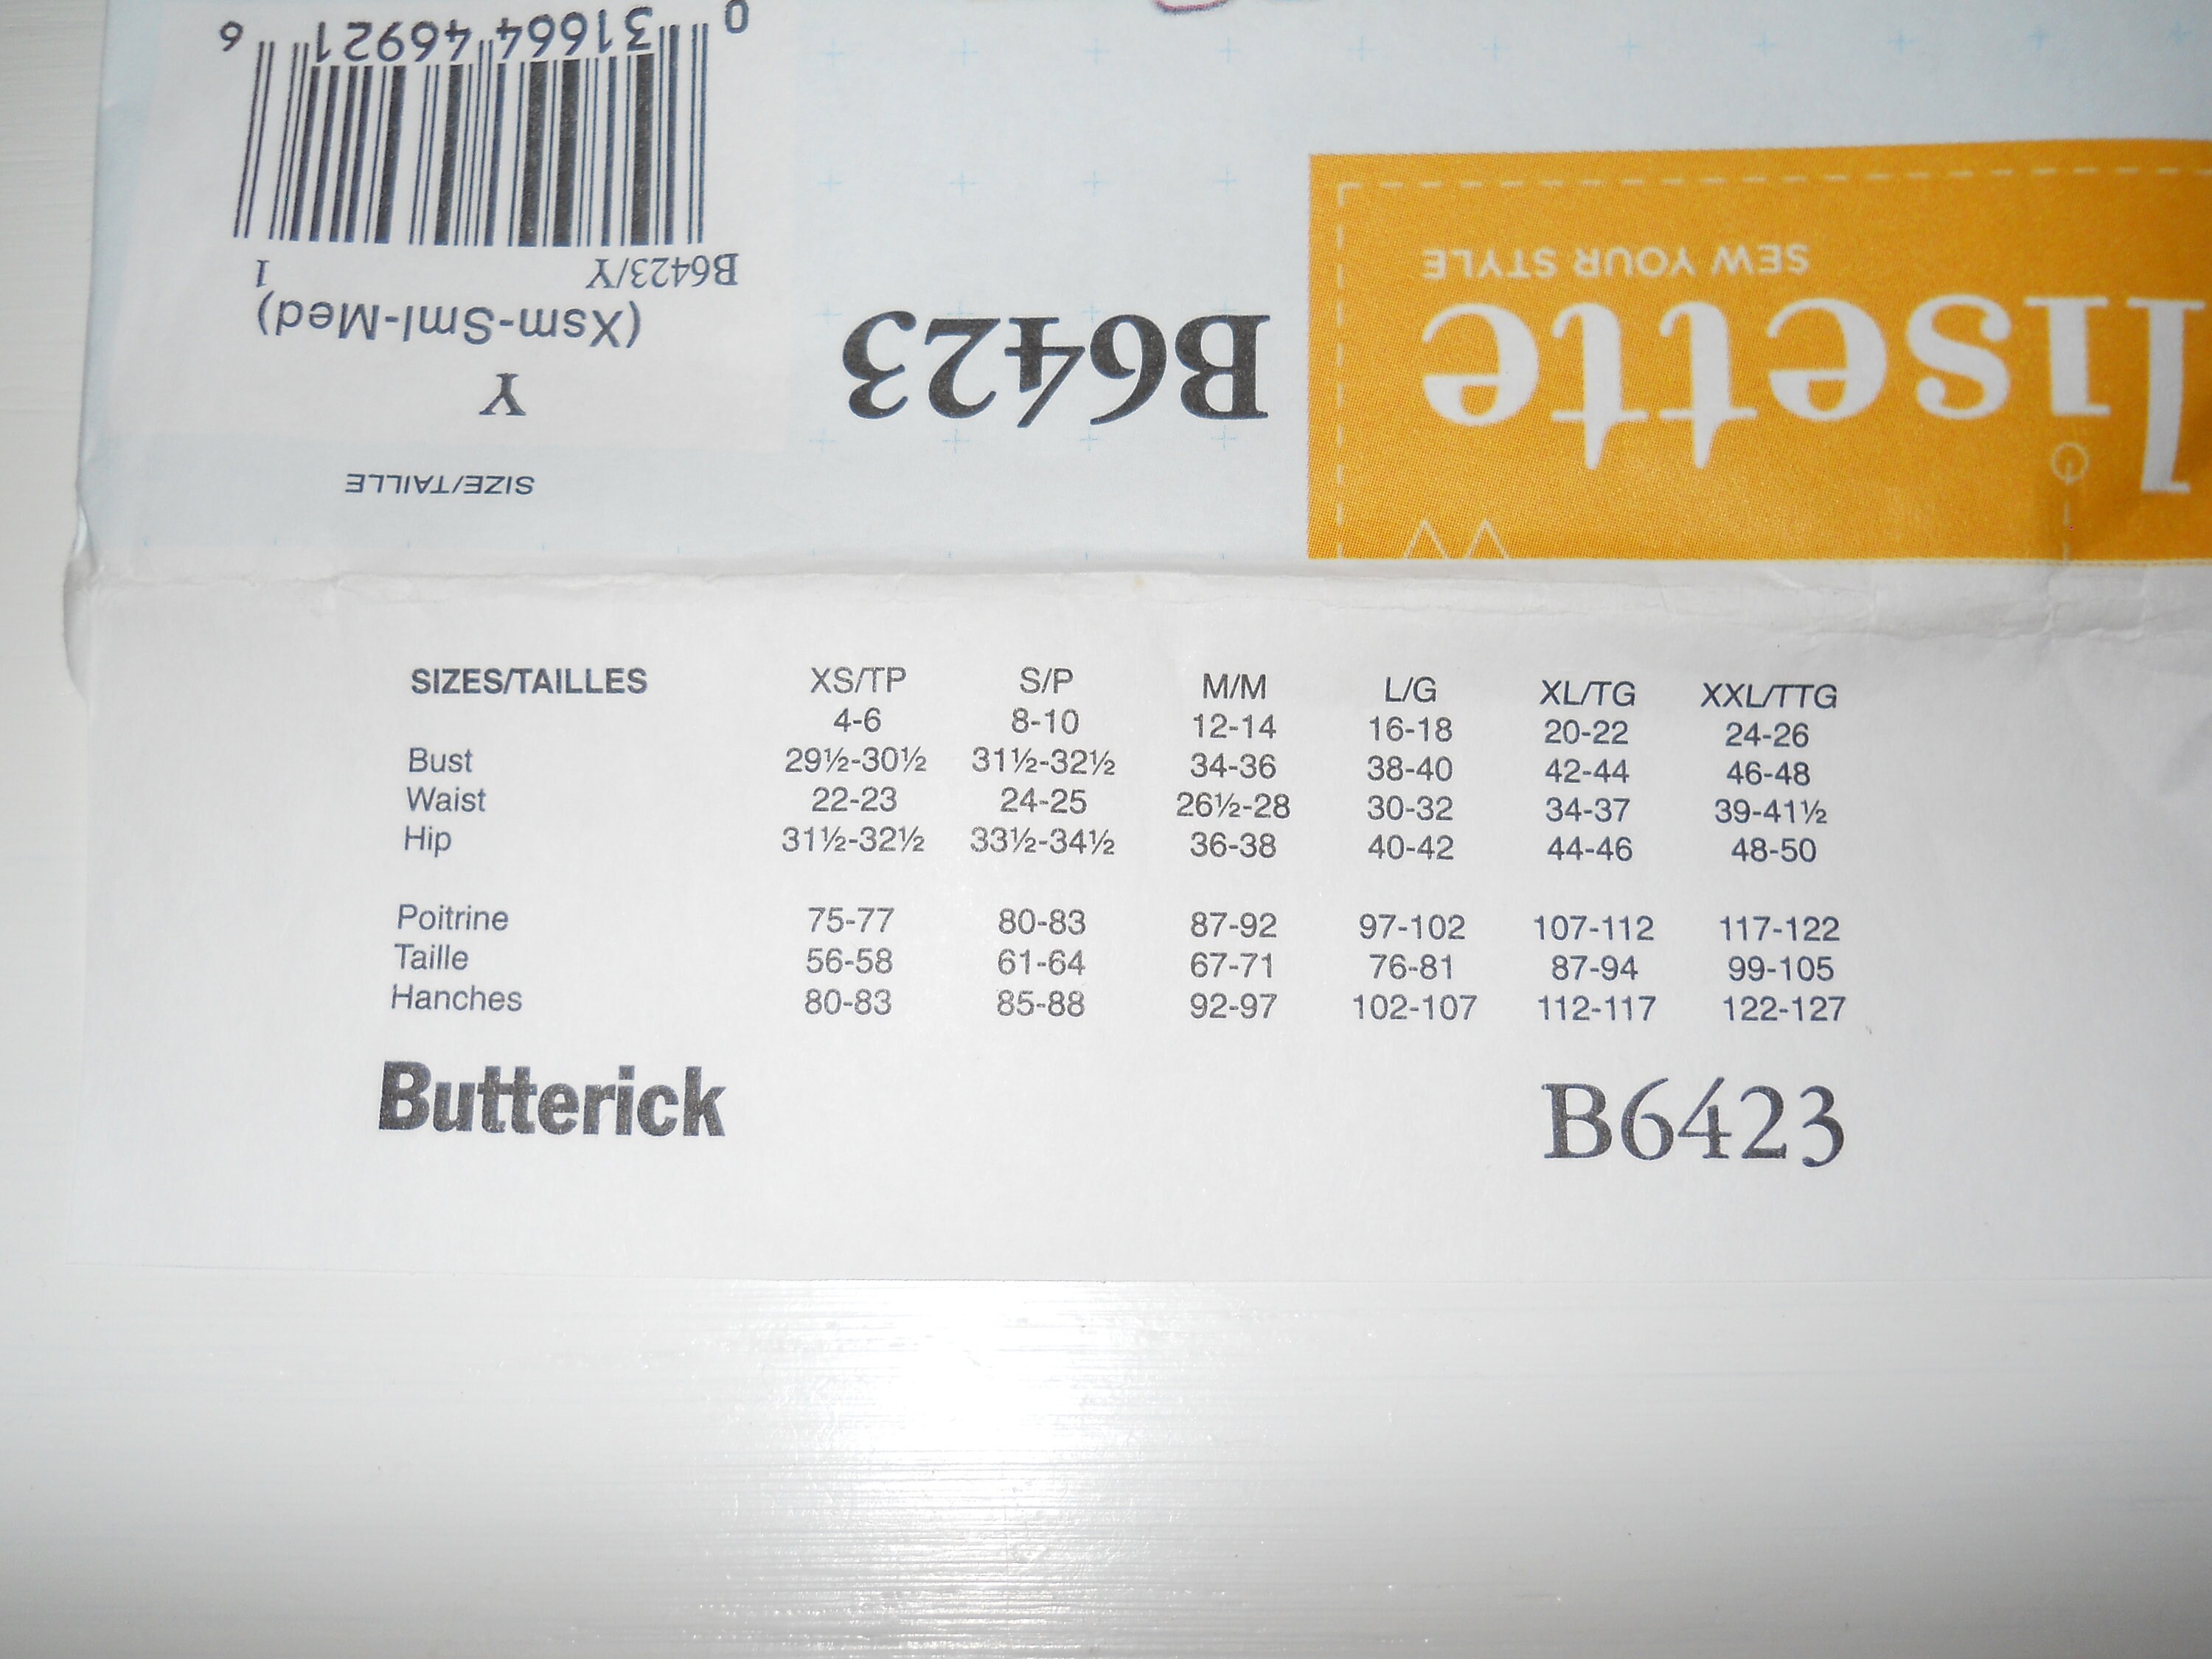 SIZE/TAILLE
Y
(Xsm-Sml-Med)
B6423/Y 1
0 31664 46921 6
B6423
lisette
SEW YOUR STYLE
SIZES/TAILLES XS/TP S/P M/M L/G XL/TG XXL/TTG
4-6 8-10 12-14 16-18 20-22 24-26
Bust 29½-30½ 31½-32½ 34-36 38-40 42-44 46-48
Waist 22-23 24-25 26½-28 30-32 34-37 39-41½
Hip 31½-32½ 33½-34½ 36-38 40-42 44-46 48-50
Poitrine 75-77 80-83 87-92 97-102 107-112 117-122
Taille 56-58 61-64 67-71 76-81 87-94 99-105
Hanches 80-83 85-88 92-97 102-107 112-117 122-127
Butterick B6423